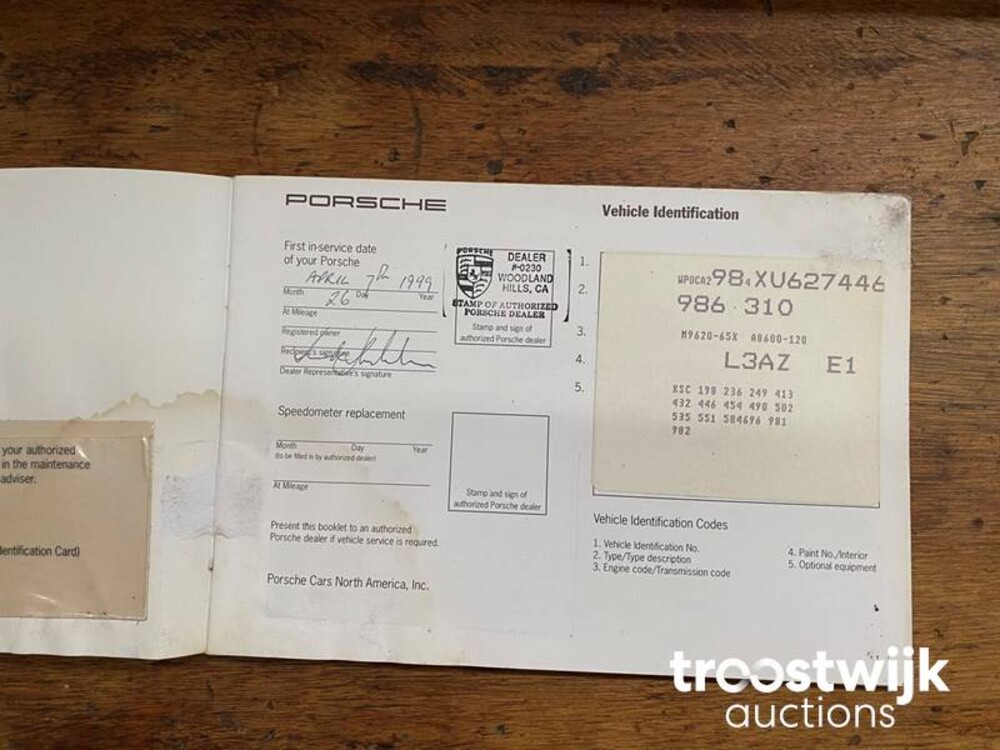 your authorized
in the maintenance
adviser.
entification Card)
PORSCHE
First in-service date
of your Porsche
APRIL 7th 1999
Month Day Year
26
At Mileage
Registered owner
Recipient's signature
Dealer Representative's signature
PORSCHE
DEALER
#-0230
WOODLAND
HILLS, CA
STAMP OF AUTHORIZED
PORSCHE DEALER
Stamp and sign of
authorized Porsche dealer
Speedometer replacement
Month Day Year
(to be filled in by authorized dealer)
At Mileage
Stamp and sign of
authorized Porsche dealer
Present this booklet to an authorized
Porsche dealer if vehicle service is required.
Porsche Cars North America, Inc.
Vehicle Identification
1.
2.
3.
4.
5.
WP0CA2984XU627446
986 310
M9620-65X A8600-120
L3AZ E1
XSC 198 236 249 413
432 446 454 490 502
535 551 584696 981
982
Vehicle Identification Codes
1. Vehicle Identification No.
2. Type/Type description
3. Engine code/Transmission code
4. Paint No./Interior
5. Optional equipment
troostwijk
auctions